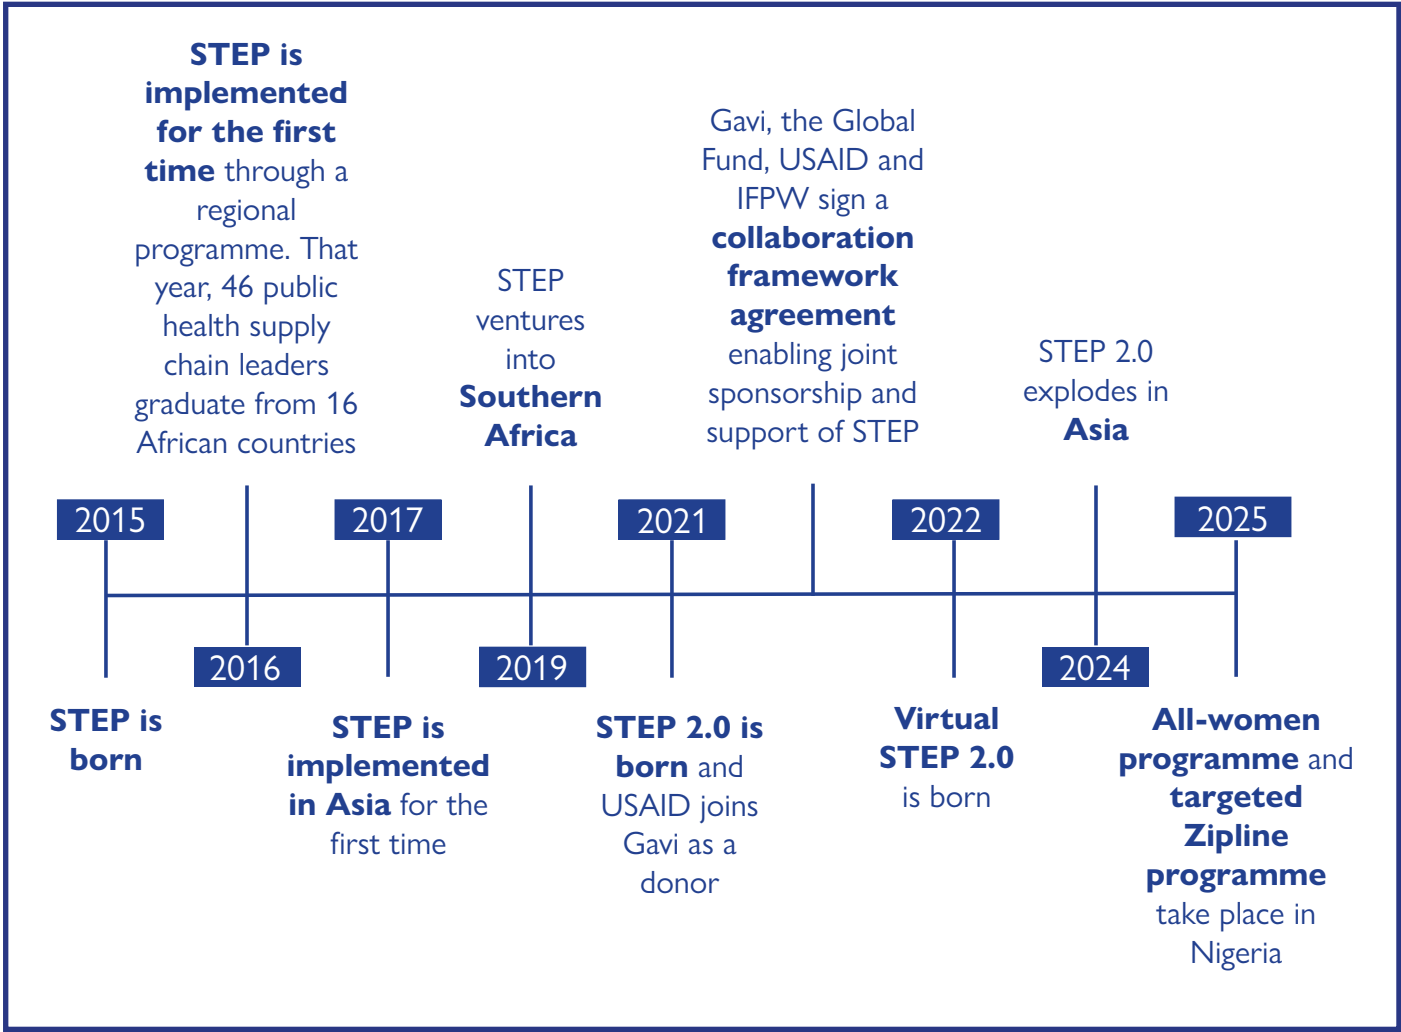 STEP is
implemented
for the first
time through a
regional
programme. That
year, 46 public
health supply
chain leaders
graduate from 16
African countries
STEP
ventures
into
Southern
Africa
Gavi, the Global
Fund, USAID and
IFPW sign a
collaboration
framework
agreement
enabling joint
sponsorship and
support of STEP
STEP 2.0
explodes in
Asia
2015
2017
2021
2022
2025
2016
2019
2024
STEP is
born
STEP is
implemented
in Asia for the
first time
STEP 2.0 is
born and
USAID joins
Gavi as a
donor
Virtual
STEP 2.0
is born
All-women
programme and
targeted
Zipline
programme
take place in
Nigeria